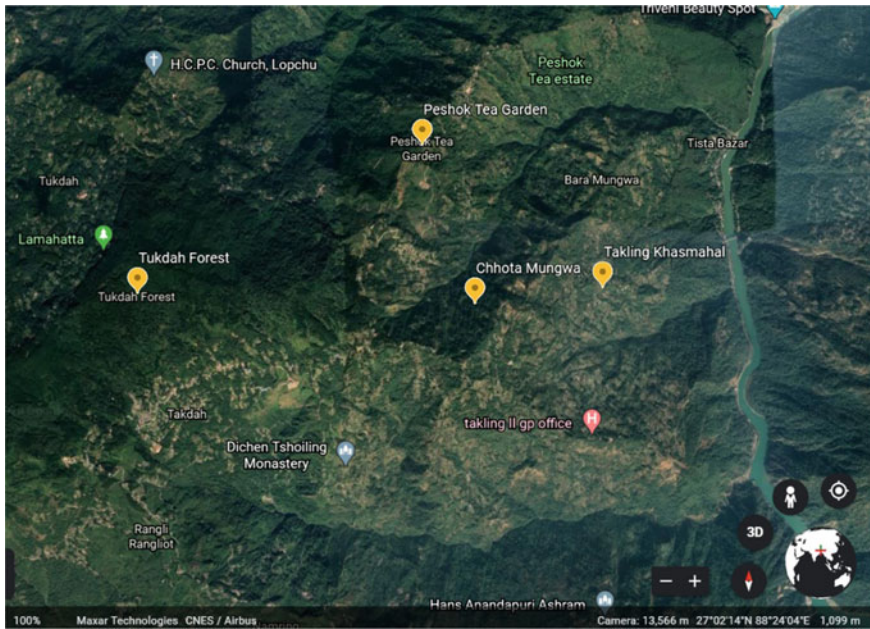 Triveni Beauty Spot
H.C.P.C. Church, Lopchu
Peshok
Tea estate
Peshok Tea Garden
Peshok Tea
Garden
Tista Bazar
Tukdah
Bara Mungwa
Lamahatta
Tukdah Forest
Tukdah Forest
Chhota Mungwa
Takling Khasmahal
Takdah
takling II gp office
H
Dichen Tshoiling
Monastery
Rangli
Rangliot
3D
Hans Anandapuri Ashram
100%
Maxar Technologies CNES / Airbus
Camera: 13,566 m 27°02'14"N 88°24'04"E 1,099 m